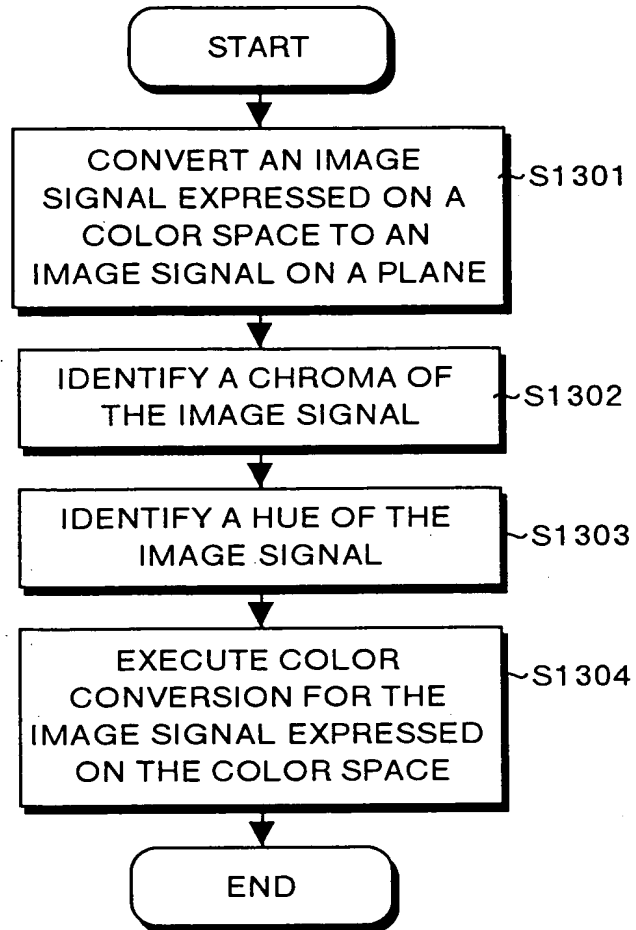 START
CONVERT AN IMAGE
SIGNAL EXPRESSED ON A
COLOR SPACE TO AN
IMAGE SIGNAL ON A PLANE
S1301
IDENTIFY A CHROMA OF
THE IMAGE SIGNAL
S1302
IDENTIFY A HUE OF THE
IMAGE SIGNAL
S1303
EXECUTE COLOR
CONVERSION FOR THE
IMAGE SIGNAL EXPRESSED
ON THE COLOR SPACE
S1304
END